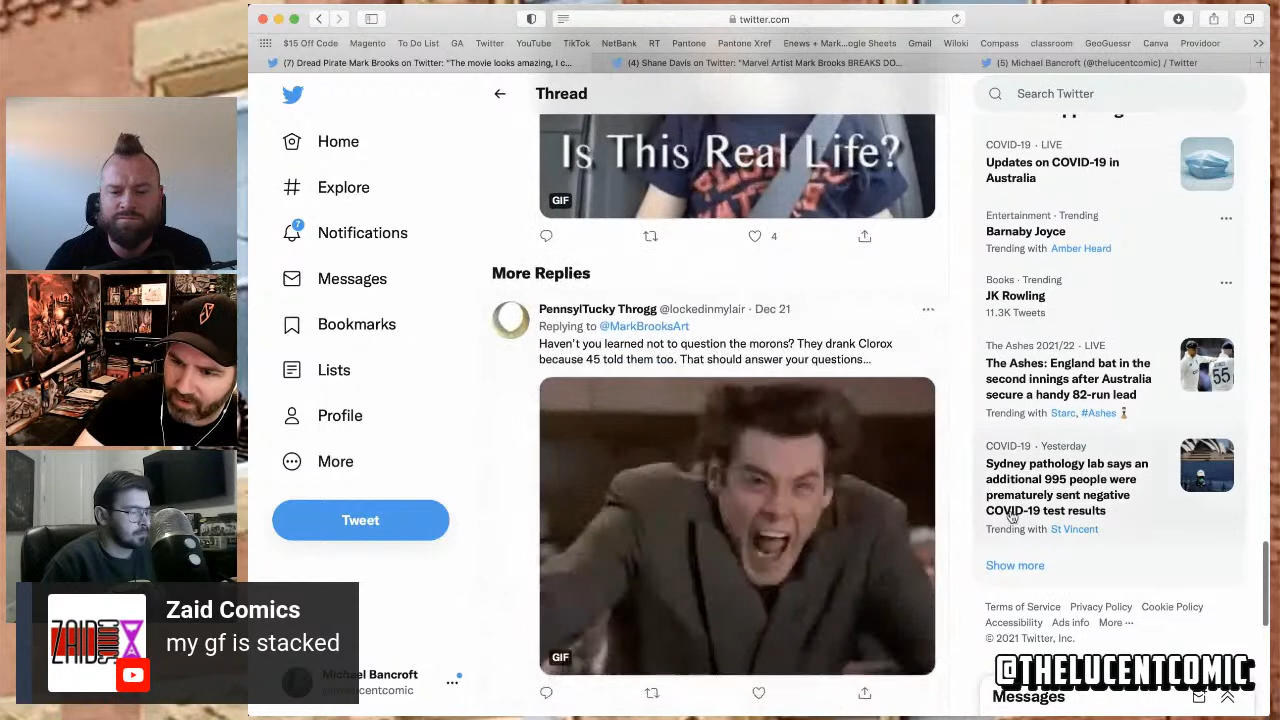 twitter.com
$15 Off Code Magento To Do List GA Twitter YouTube TikTok NetBank RT Pantone Pantone Xref Enews + Mark...ogle Sheets Gmail Wiloki Compass classroom GeoGuessr Canva Providoor
(7) Dread Pirate Mark Brooks on Twitter: "The movie looks amazing, I c...
(4) Shane Davis on Twitter: "Marvel Artist Mark Brooks BREAKS DO...
(5) Michael Bancroft (@thelucentcomic) / Twitter
Home
Explore
7
Notifications
Messages
Bookmarks
Lists
Profile
More
Tweet
Michael Bancroft
Thread
Is This Real Life?
GIF
4
More Replies
PennsylTucky Throgg @lockedinmylair · Dec 21
Replying to @MarkBrooksArt
Haven't you learned not to question the morons? They drank Clorox
because 45 told them too. That should answer your questions...
GIF
Search Twitter
COVID-19 · LIVE
Updates on COVID-19 in
Australia
Entertainment · Trending
Barnaby Joyce
Trending with Amber Heard
Books · Trending
JK Rowling
11.3K Tweets
The Ashes 2021/22 · LIVE
The Ashes: England bat in the
second innings after Australia
secure a handy 82-run lead
Trending with Starc, #Ashes
55
COVID-19 · Yesterday
Sydney pathology lab says an
additional 995 people were
prematurely sent negative
COVID-19 test results
Trending with St Vincent
Show more
Terms of Service Privacy Policy Cookie Policy
Accessibility Ads info More ···
© 2021 Twitter, Inc.
@THELUCENTCOMIC
Messages
ZAID
Zaid Comics
my gf is stacked